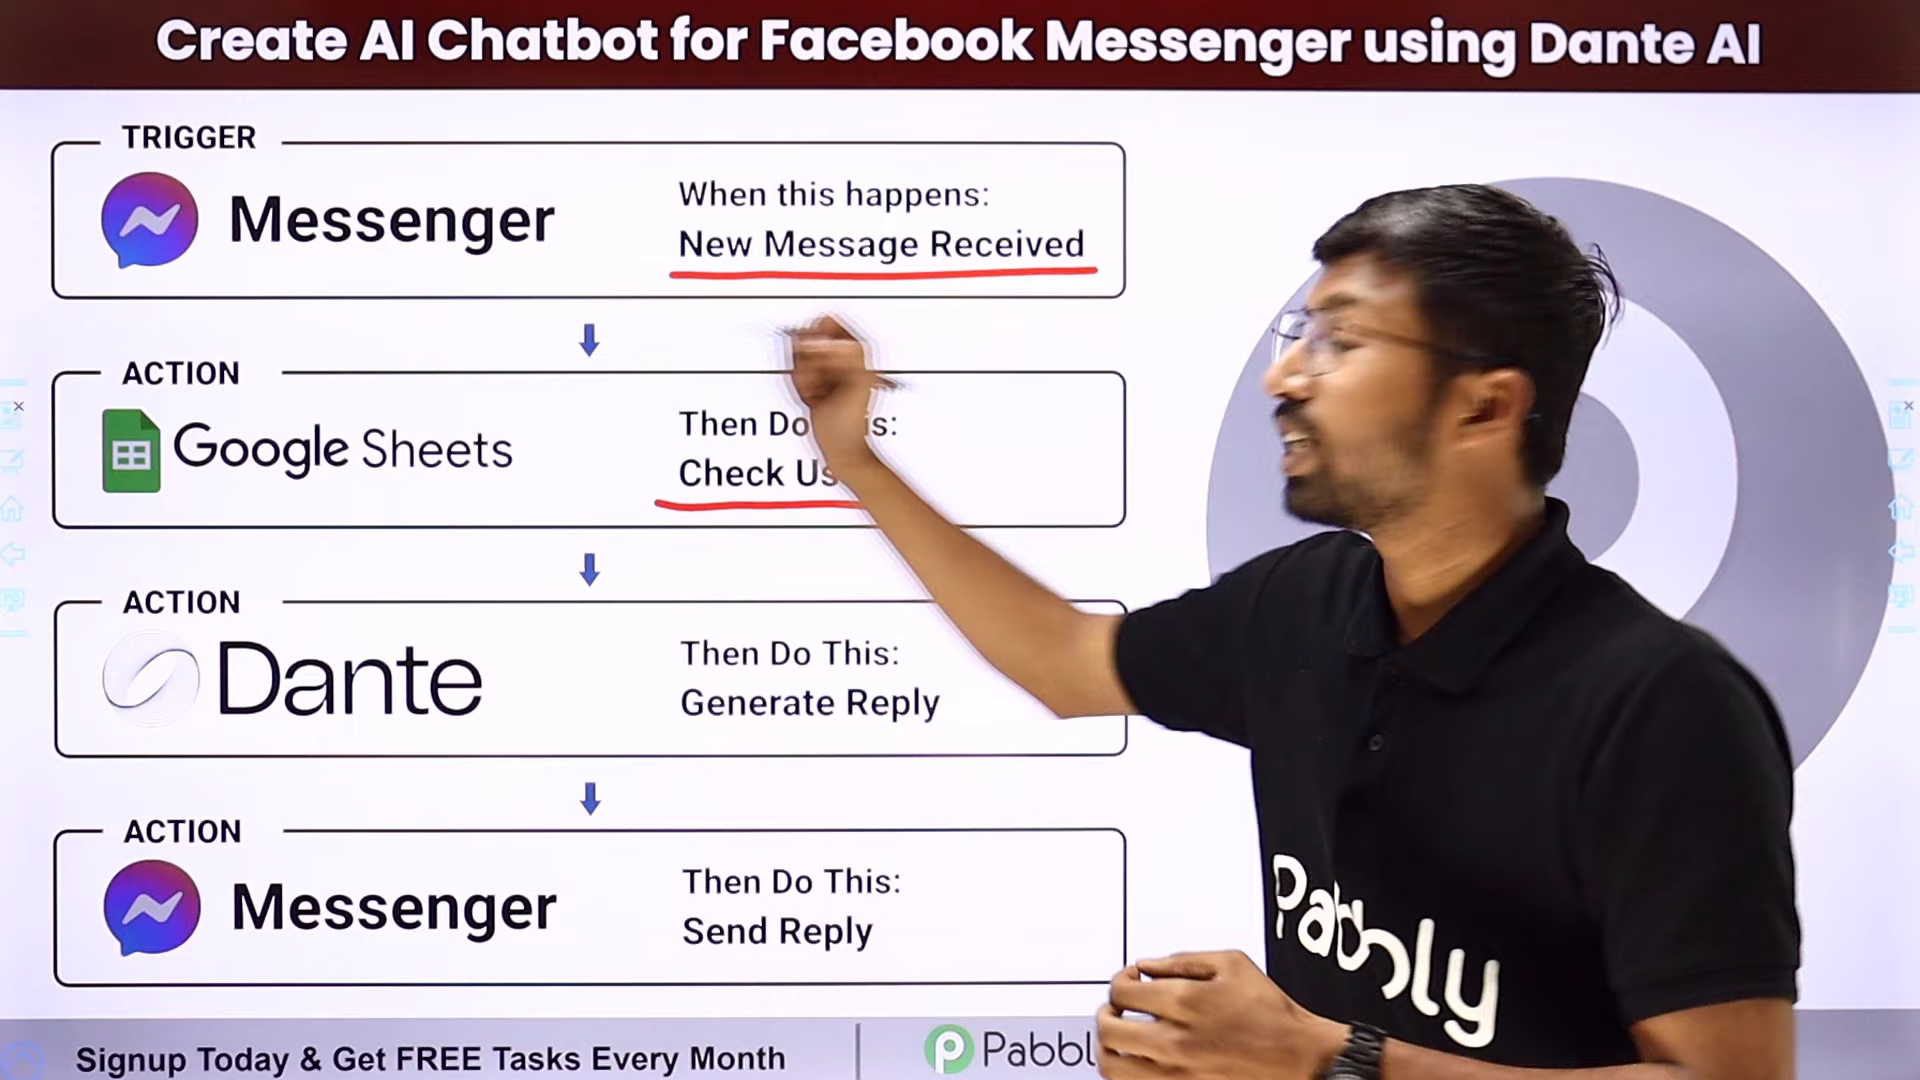 Create AI Chatbot for Facebook Messenger using Dante AI
TRIGGER
Messenger
When this happens:
New Message Received
ACTION
Google Sheets
Then Do
Check
ACTION
Dante
Then Do This:
Generate Reply
ACTION
Messenger
Then Do This:
Send Reply
Pabbly
Signup Today & Get FREE Tasks Every Month